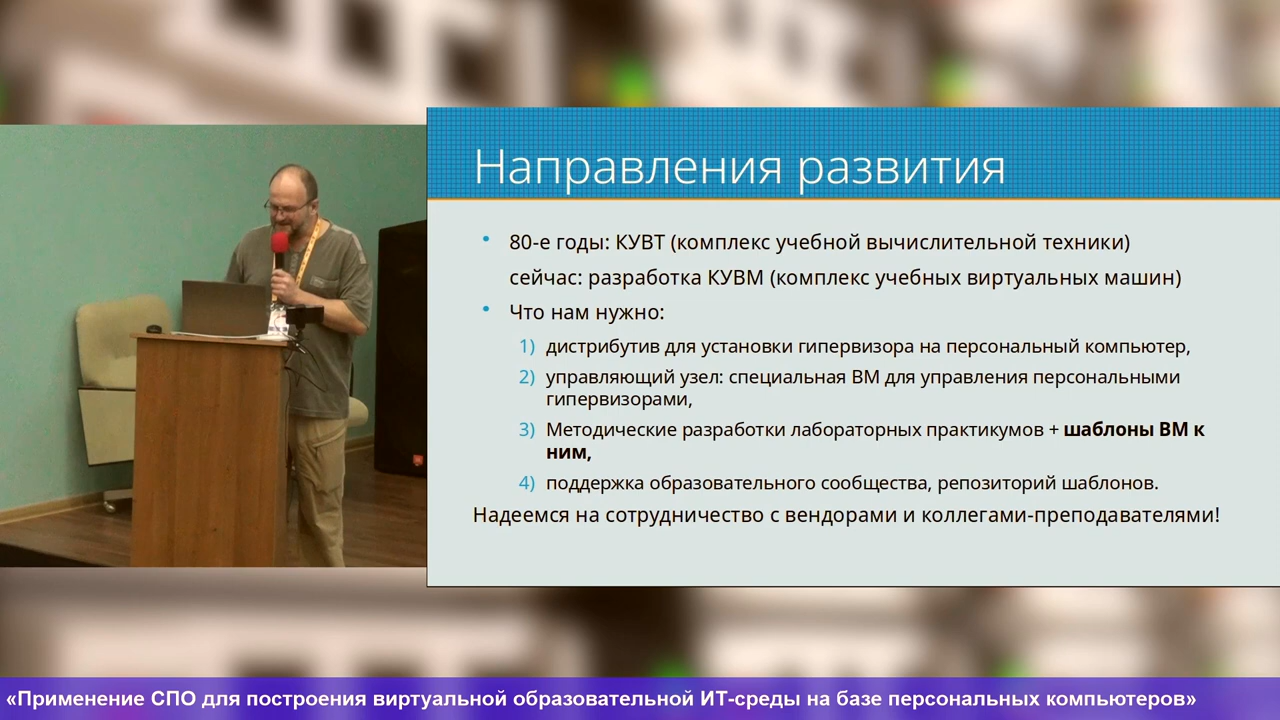 Направления развития
80-е годы: КУВТ (комплекс учебной вычислительной техники)
сейчас: разработка КУВМ (комплекс учебных виртуальных машин)
Что нам нужно:
1) дистрибутив для установки гипервизора на персональный компьютер,
2) управляющий узел: специальная ВМ для управления персональными
гипервизорами,
3) Методические разработки лабораторных практикумов + шаблоны ВМ к
ним,
4) поддержка образовательного сообщества, репозиторий шаблонов.
Надеемся на сотрудничество с вендорами и коллегами-преподавателями!
«Применение СПО для построения виртуальной образовательной ИТ-среды на базе персональных компьютеров»